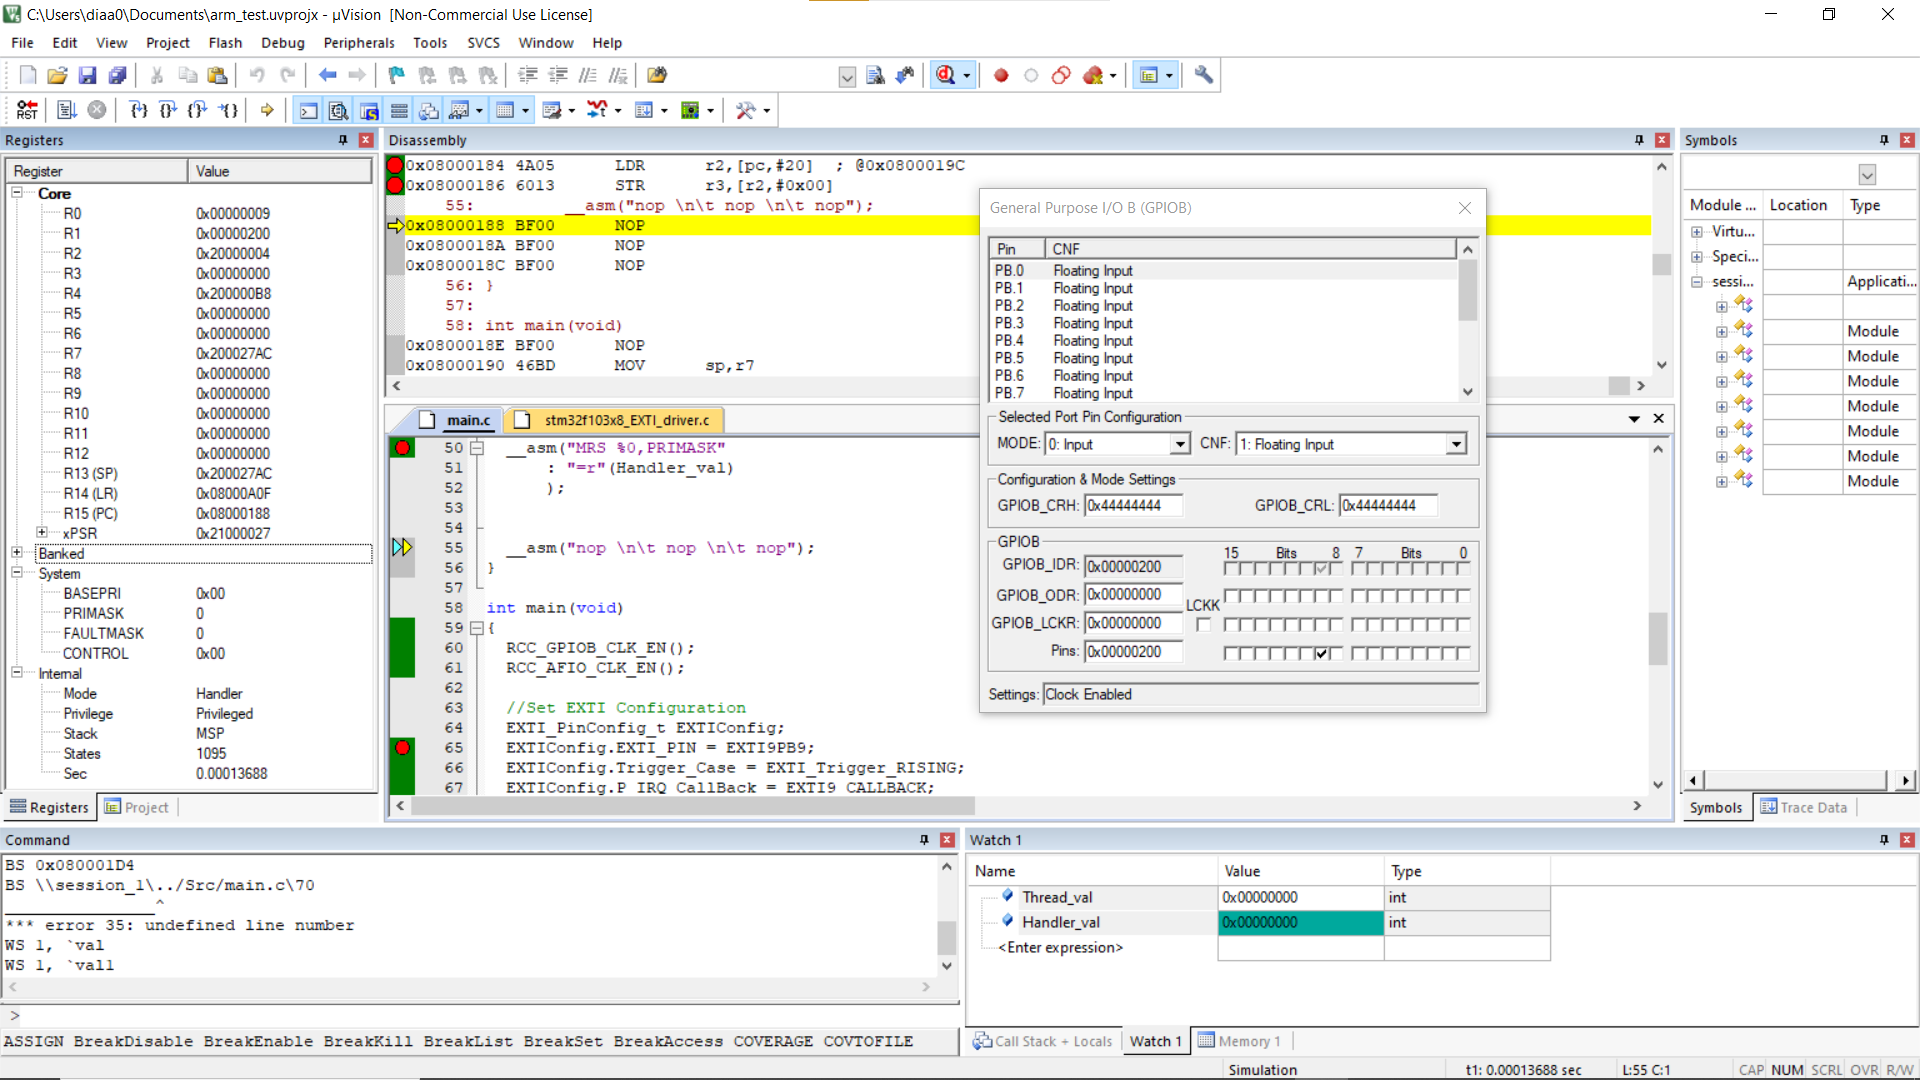 C:\Users\diaa0\Documents\arm_test.uvprojx - µVision [Non-Commercial Use License]
File Edit View Project Flash Debug Peripherals Tools SVCS Window Help
Registers
Register Value
Core
R0 0x00000009
R1 0x00000200
R2 0x20000004
R3 0x00000000
R4 0x200000B8
R5 0x00000000
R6 0x00000000
R7 0x200027AC
R8 0x00000000
R9 0x00000000
R10 0x00000000
R11 0x00000000
R12 0x00000000
R13 (SP) 0x200027AC
R14 (LR) 0x08000A0F
R15 (PC) 0x08000188
xPSR 0x21000027
Banked
System
BASEPRI 0x00
PRIMASK 0
FAULTMASK 0
CONTROL 0x00
Internal
Mode Handler
Privilege Privileged
Stack MSP
States 1095
Sec 0.00013688
Registers Project
Disassembly
0x08000184 4A05 LDR r2,[pc,#20] ; @0x0800019C
0x08000186 6013 STR r3,[r2,#0x00]
55: __asm("nop \n\t nop \n\t nop");
0x08000188 BF00 NOP
0x0800018A BF00 NOP
0x0800018C BF00 NOP
56: }
57:
58: int main(void)
0x0800018E BF00 NOP
0x08000190 46BD MOV sp,r7
main.c stm32f103x8_EXTI_driver.c
50 __asm("MRS %0,PRIMASK"
51 : "=r"(Handler_val)
52 );
53
54
55 __asm("nop \n\t nop \n\t nop");
56 }
57
58 int main(void)
59 {
60 RCC_GPIOB_CLK_EN();
61 RCC_AFIO_CLK_EN();
62
63 //Set EXTI Configuration
64 EXTI_PinConfig_t EXTIConfig;
65 EXTIConfig.EXTI_PIN = EXTI9PB9;
66 EXTIConfig.Trigger_Case = EXTI_Trigger_RISING;
67 EXTIConfig.P_IRQ_CallBack = EXTI9_CALLBACK;
General Purpose I/O B (GPIOB)
Pin CNF
PB.0 Floating Input
PB.1 Floating Input
PB.2 Floating Input
PB.3 Floating Input
PB.4 Floating Input
PB.5 Floating Input
PB.6 Floating Input
PB.7 Floating Input
Selected Port Pin Configuration
MODE: 0: Input CNF: 1: Floating Input
Configuration & Mode Settings
GPIOB_CRH: 0x44444444 GPIOB_CRL: 0x44444444
GPIOB
15 Bits 8 7 Bits 0
GPIOB_IDR: 0x00000200
GPIOB_ODR: 0x00000000
LCKK
GPIOB_LCKR: 0x00000000
Pins: 0x00000200
Settings: Clock Enabled
Symbols
Module ... Location Type
Virtu...
Speci...
sessi... Applicati...
Module
Module
Module
Module
Module
Module
Module
Symbols Trace Data
Command
BS 0x080001D4
BS \\session_1\../Src/main.c\70
_______________^
*** error 35: undefined line number
WS 1, `val
WS 1, `val1
>
ASSIGN BreakDisable BreakEnable BreakKill BreakList BreakSet BreakAccess COVERAGE COVTOFILE
Watch 1
Name Value Type
Thread_val 0x00000000 int
Handler_val 0x00000000 int
<Enter expression>
Call Stack + Locals Watch 1 Memory 1
Simulation t1: 0.00013688 sec L:55 C:1 CAP NUM SCRL OVR R/W